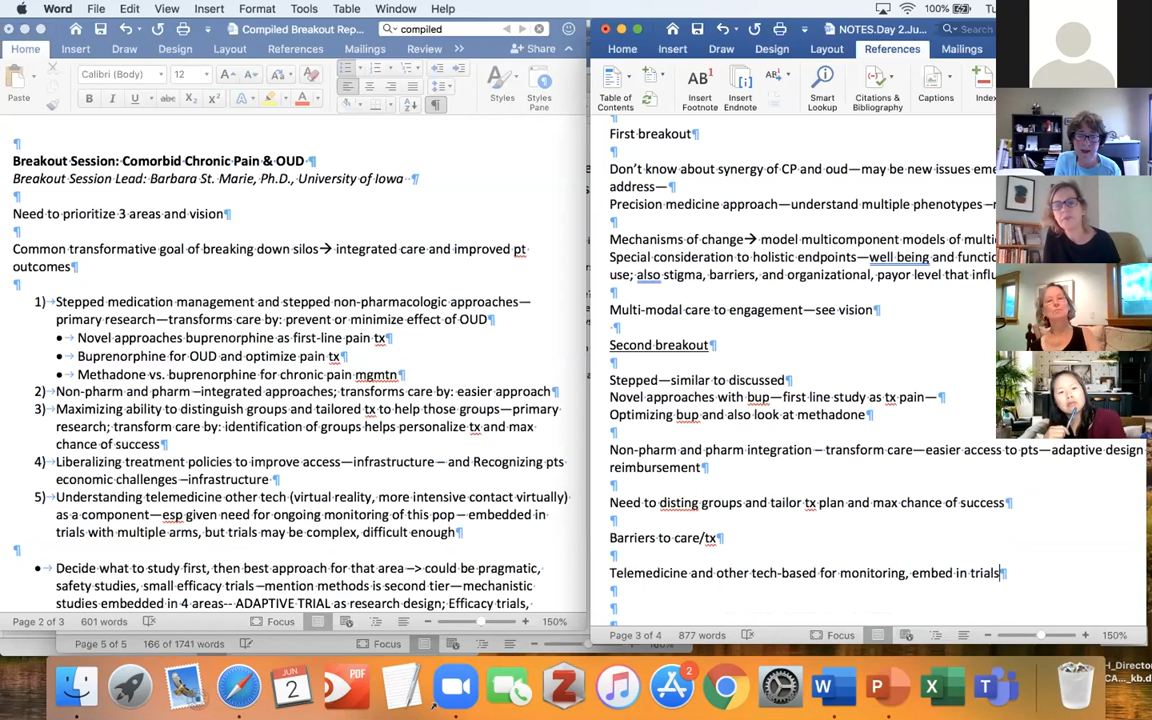 Word File Edit View Insert Format Tools Table Window Help 100% Tu
Compiled Breakout Rep... compiled
Home Insert Draw Design Layout References Mailings Review >> Share
Paste Calibri (Body) 12 Styles Styles Pane
B I U abc X₂ X² A A
¶
Breakout Session: Comorbid Chronic Pain & OUD ¶
Breakout Session Lead: Barbara St. Marie, Ph.D., University of Iowa ¶
¶
Need to prioritize 3 areas and vision¶
¶
Common transformative goal of breaking down silos→ integrated care and improved pt
outcomes¶
¶
1) Stepped medication management and stepped non-pharmacologic approaches—
primary research—transforms care by: prevent or minimize effect of OUD¶
• Novel approaches buprenorphine as first-line pain tx¶
• Buprenorphine for OUD and optimize pain tx¶
• Methadone vs. buprenorphine for chronic pain mgmtn¶
2) Non-pharm and pharm –integrated approaches; transforms care by: easier approach¶
3) Maximizing ability to distinguish groups and tailored tx to help those groups—primary
research; transform care by: identification of groups helps personalize tx and max
chance of success¶
4) Liberalizing treatment policies to improve access—infrastructure – and Recognizing pts
economic challenges –infrastructure¶
5) Understanding telemedicine other tech (virtual reality, more intensive contact virtually)
as a component—esp given need for ongoing monitoring of this pop – embedded in
trials with multiple arms, but trials may be complex, difficult enough¶
¶
• Decide what to study first, then best approach for that area –> could be pragmatic,
safety studies, small efficacy trials –mention methods is second tier—mechanistic
studies embedded in 4 areas-- ADAPTIVE TRIAL as research design; Efficacy trials,
Page 2 of 3 601 words Focus 150%
Page 5 of 5 166 of 1741 words Focus
NOTES.Day 2.Ju... Search
Home Insert Draw Design Layout References Mailings
Table of Contents AB¹ Insert Footnote Insert Endnote AB¹ Smart Lookup Citations & Bibliography Captions Index
¶
First breakout¶
¶
Don't know about synergy of CP and oud—may be new issues eme
address—¶
Precision medicine approach—understand multiple phenotypes
¶
Mechanisms of change→ model multicomponent models of multi
Special consideration to holistic endpoints—well being and functi
use; also stigma, barriers, and organizational, payor level that influ
¶
Multi-modal care to engagement—see vision¶
¶
Second breakout¶
¶
Stepped—similar to discussed¶
Novel approaches with bup—first line study as tx pain—¶
Optimizing bup and also look at methadone¶
¶
Non-pharm and pharm integration – transform care—easier access to pts—adaptive design
reimbursement¶
¶
Need to disting groups and tailor tx plan and max chance of success¶
¶
Barriers to care/tx¶
¶
Telemedicine and other tech-based for monitoring, embed in trials¶
¶
¶
Page 3 of 4 877 words Focus 150%
JUN
2
PDF
Z
2
W
P
X
T
H_Director
CA..._kb.d